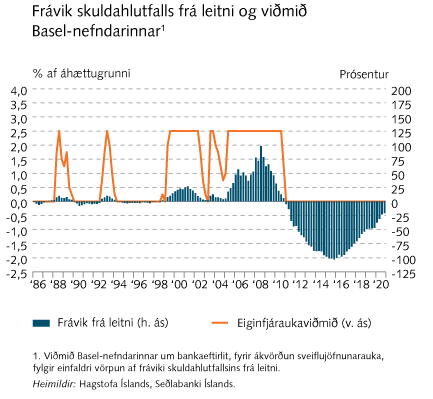 Frávik skuldahlutfalls frá leitni og viðmið
Basel-nefndarinnar¹
% af áhættugrunni
Prósentur
4,0
3,5
3,0
2,5
2,0
1,5
1,0
0,5
0,0
-0,5
-1,0
-1,5
-2,0
-2,5
200
175
150
125
100
75
50
25
0
-25
-50
-75
-100
-125
'86 '88 '90 '92 '94 '96 '98 '00 '02 '04 '06 '08 '10 '12 '14 '16 '18 '20
Frávik frá leitni (h. ás)
Eiginfjáraukaviðmið (v. ás)
1. Viðmið Basel-nefndarinnar um bankaeftirlit, fyrir ákvörðun sveiflujöfnunarauka,
fylgir einfaldri vörpun af fráviki skuldahlutfallsins frá leitni.
Heimildir: Hagstofa Íslands, Seðlabanki Íslands.